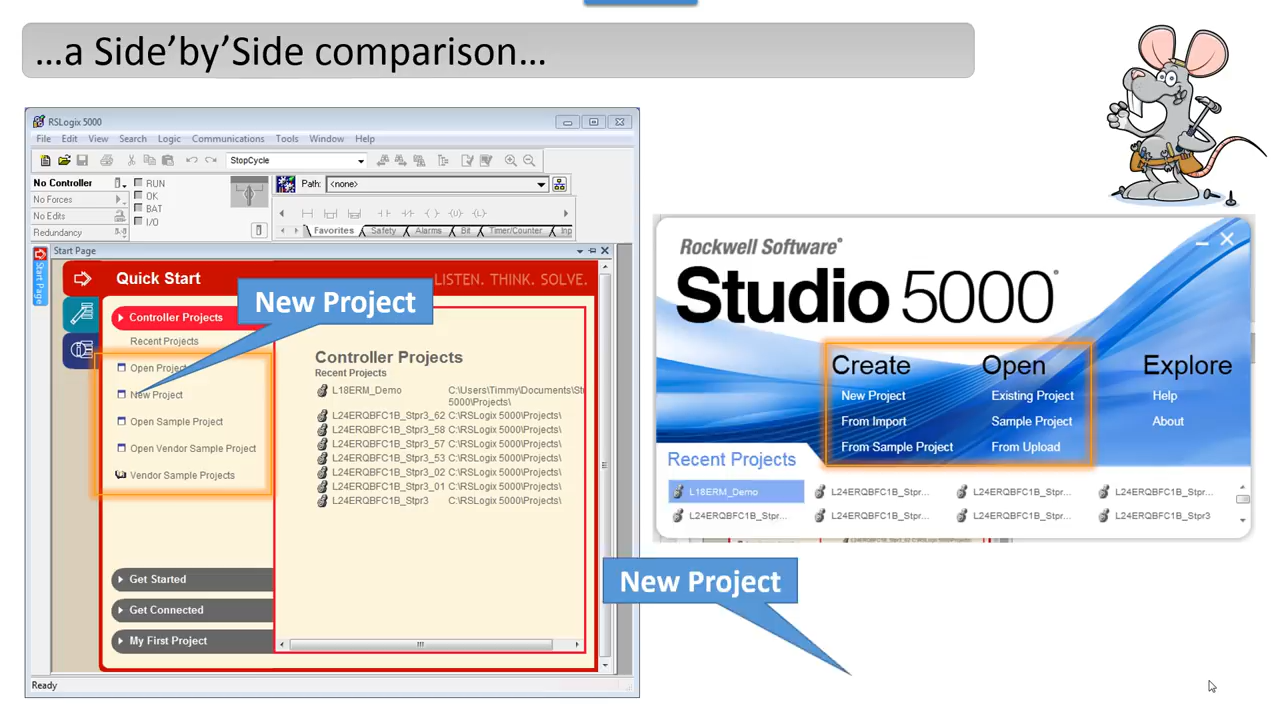 ...a Side'by'Side comparison...
RSLogix 5000
File Edit View Search Logic Communications Tools Window Help
StopCycle
No Controller
RUN
No Forces
OK
No Edits
BAT
Redundancy
I/O
Path: <none>
Favorites Safety Alarms Bit Timer/Counter Inp
Start Page
Start Page
Quick Start
LISTEN. THINK. SOLVE.
New Project
Controller Projects
Recent Projects
Open Project
New Project
Open Sample Project
Open Vendor Sample Project
Vendor Sample Projects
Get Started
Get Connected
My First Project
Controller Projects
Recent Projects
L18ERM_Demo C:\Users\Timmy\Documents\St
5000\Projects\
L24ERQBFC1B_Stpr3_62 C:\RSLogix 5000\Projects\
L24ERQBFC1B_Stpr3_58 C:\RSLogix 5000\Projects\
L24ERQBFC1B_Stpr3_57 C:\RSLogix 5000\Projects\
L24ERQBFC1B_Stpr3_53 C:\RSLogix 5000\Projects\
L24ERQBFC1B_Stpr3_02 C:\RSLogix 5000\Projects\
L24ERQBFC1B_Stpr3_01 C:\RSLogix 5000\Projects\
L24ERQBFC1B_Stpr3 C:\RSLogix 5000\Projects\
Ready
Rockwell Software®
Studio 5000®
Create Open Explore
New Project Existing Project Help
From Import Sample Project About
From Sample Project From Upload
Recent Projects
L18ERM_Demo L24ERQBFC1B_Stpr... L24ERQBFC1B_Stpr... L24ERQBFC1B_Stpr...
L24ERQBFC1B_Stpr... L24ERQBFC1B_Stpr... L24ERQBFC1B_Stpr... L24ERQBFC1B_Stpr3
New Project